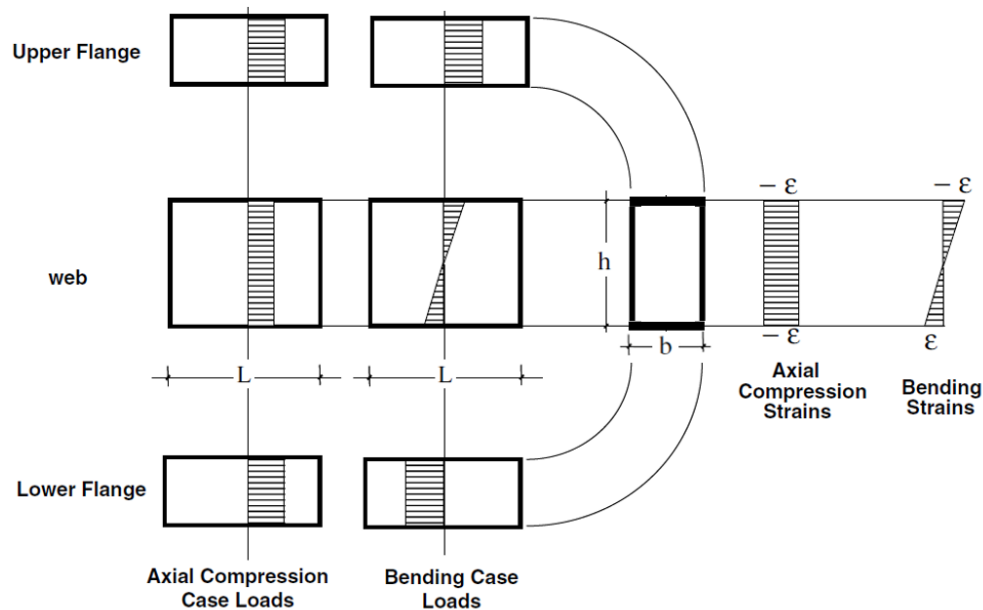 Upper Flange
− ε
− ε
web
h
− ε
ε
b
L
L
Axial
Compression
Strains
Bending
Strains
Lower Flange
Axial Compression
Case Loads
Bending Case
Loads